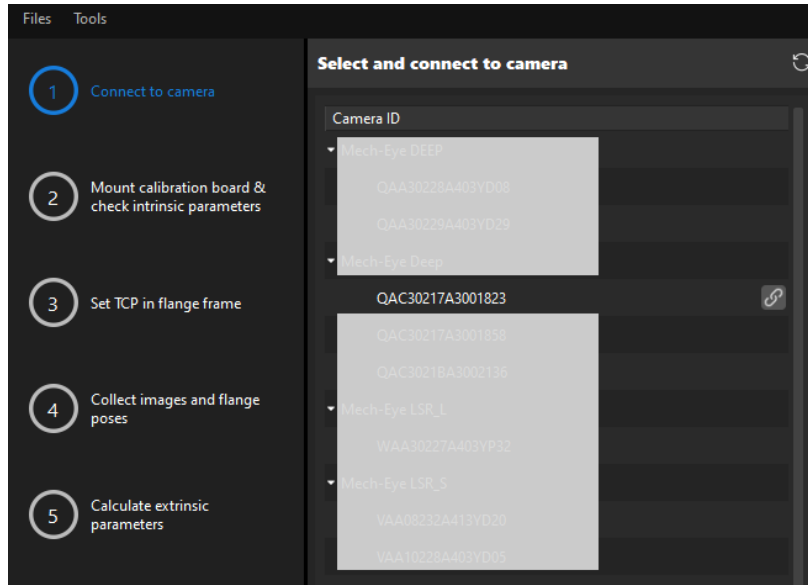 Files Tools
1
Connect to camera
2
Mount calibration board &
check intrinsic parameters
3
Set TCP in flange frame
4
Collect images and flange
poses
5
Calculate extrinsic
parameters
Select and connect to camera
Camera ID
Mech-Eye DEEP
QAA30228A403YD08
QAA30229A403YD29
Mech-Eye Deep
QAC30217A3001823
QAC30217A3001858
QAC3021BA3002136
Mech-Eye LSR_L
WAA30227A403YP32
Mech-Eye LSR_S
VAA08232A413YD20
VAA10228A403YD05